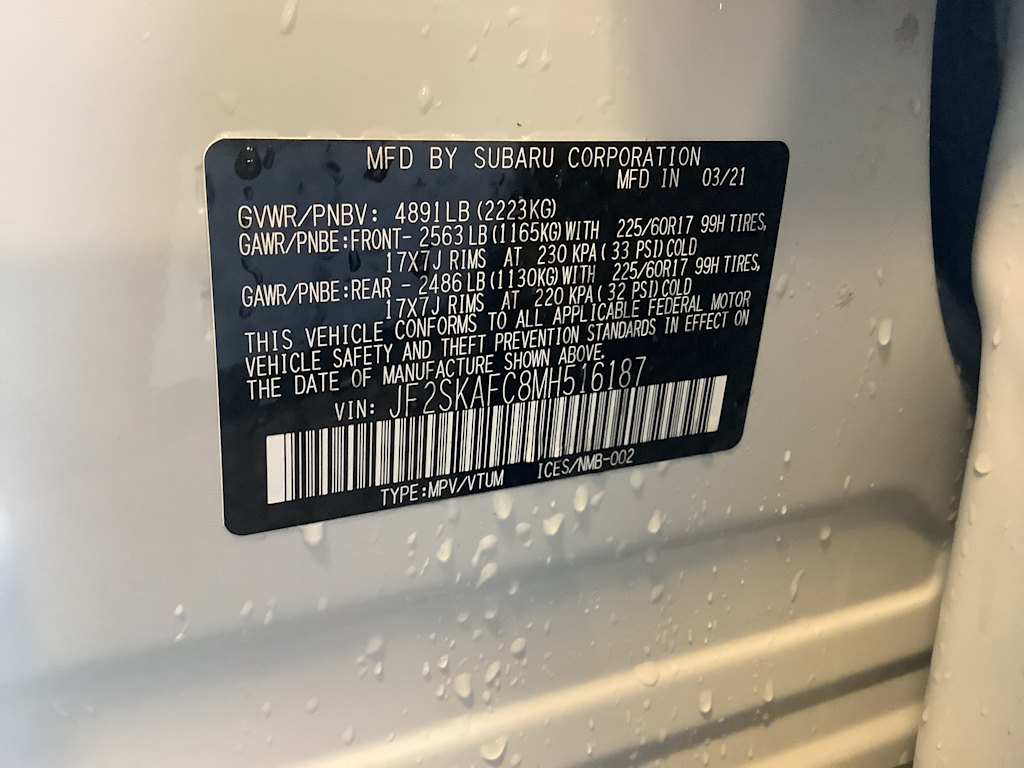 MFD BY SUBARU CORPORATION
MFD IN 03/21
GVWR/PNBV: 4891LB (2223KG)
GAWR/PNBE:FRONT- 2563 LB (1165KG) WITH 225/60R17 99H TIRES,
17X7J RIMS AT 230 KPA ( 33 PSI) COLD
GAWR/PNBE:REAR - 2486 LB (1130KG) WITH 225/60R17 99H TIRES,
17X7J RIMS AT 220 KPA ( 32 PSI) COLD
THIS VEHICLE CONFORMS TO ALL APPLICABLE FEDERAL MOTOR
VEHICLE SAFETY AND THEFT PREVENTION STANDARDS IN EFFECT ON
THE DATE OF MANUFACTURE SHOWN ABOVE.
VIN: JF2SKAFC8MH516187
TYPE:MPV/VTUM ICES/NMB-002